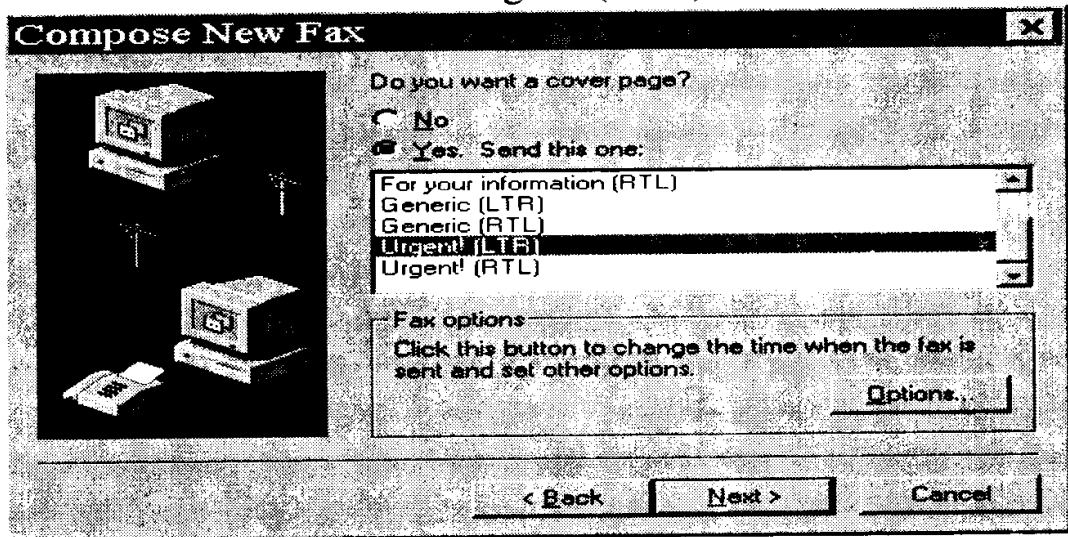 Compose New Fax
Do you want a cover page?
No
Yes. Send this one:
For your information (RTL)
Generic (LTR)
Generic (RTL)
Urgent! (LTR)
Urgent! (RTL)
Fax options
Click this button to change the time when the fax is
sent and set other options.
Options...
< Back
Next >
Cancel